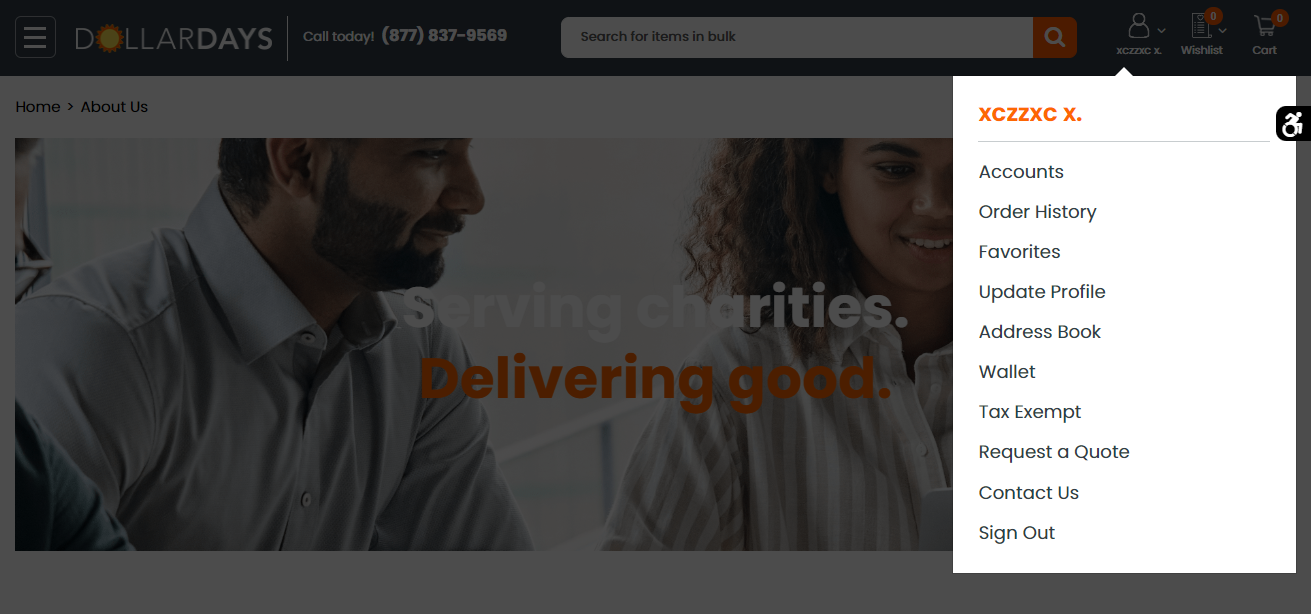 DOLLARDAYS
Call today! (877) 837-9569
Search for items in bulk
xczzxc x.
0
Wishlist
0
Cart
Home > About Us
Serving charities.
Delivering good.
XCZZXC X.
Accounts
Order History
Favorites
Update Profile
Address Book
Wallet
Tax Exempt
Request a Quote
Contact Us
Sign Out